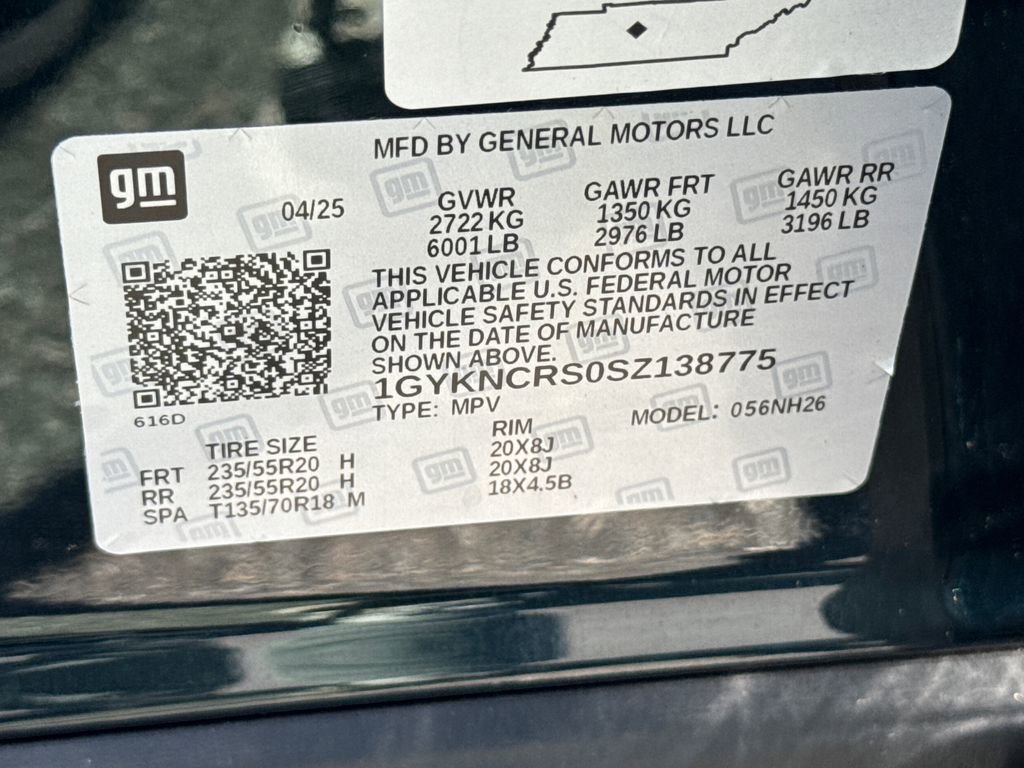 MFD BY GENERAL MOTORS LLC
gm
04/25
GVWR GAWR FRT GAWR RR
2722 KG 1350 KG 1450 KG
6001 LB 2976 LB 3196 LB
THIS VEHICLE CONFORMS TO ALL
APPLICABLE U.S. FEDERAL MOTOR
VEHICLE SAFETY STANDARDS IN EFFECT
ON THE DATE OF MANUFACTURE
SHOWN ABOVE.
1GYKNCRS0SZ138775
616D
TYPE: MPV MODEL: 056NH26
TIRE SIZE RIM
FRT 235/55R20 H 20X8J
RR 235/55R20 H 20X8J
SPA T135/70R18 M 18X4.5B